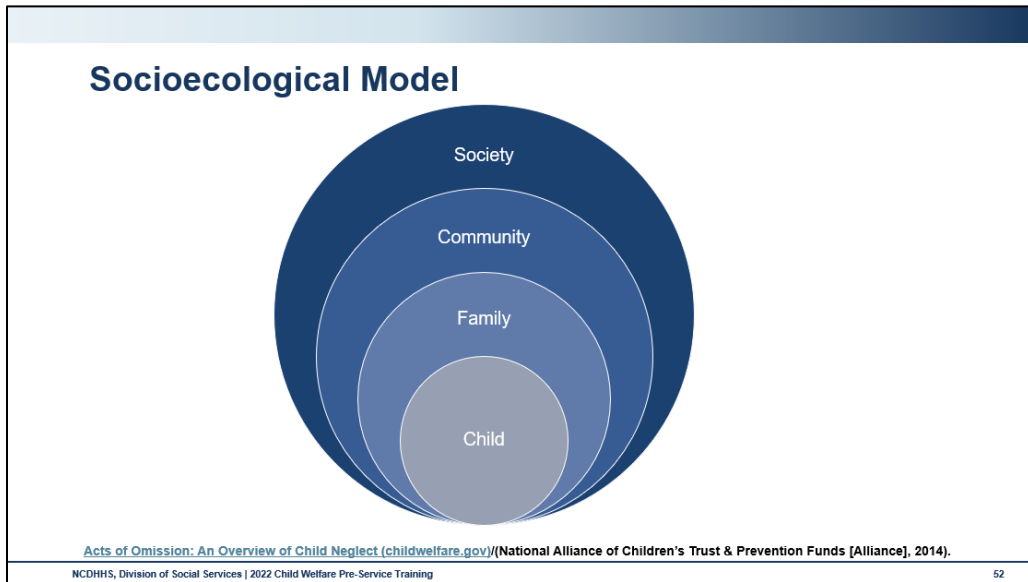 Socioecological Model
Society
Community
Family
Child
Acts of Omission: An Overview of Child Neglect (childwelfare.gov)/(National Alliance of Children’s Trust & Prevention Funds [Alliance], 2014).
NCDHHS, Division of Social Services | 2022 Child Welfare Pre-Service Training 52